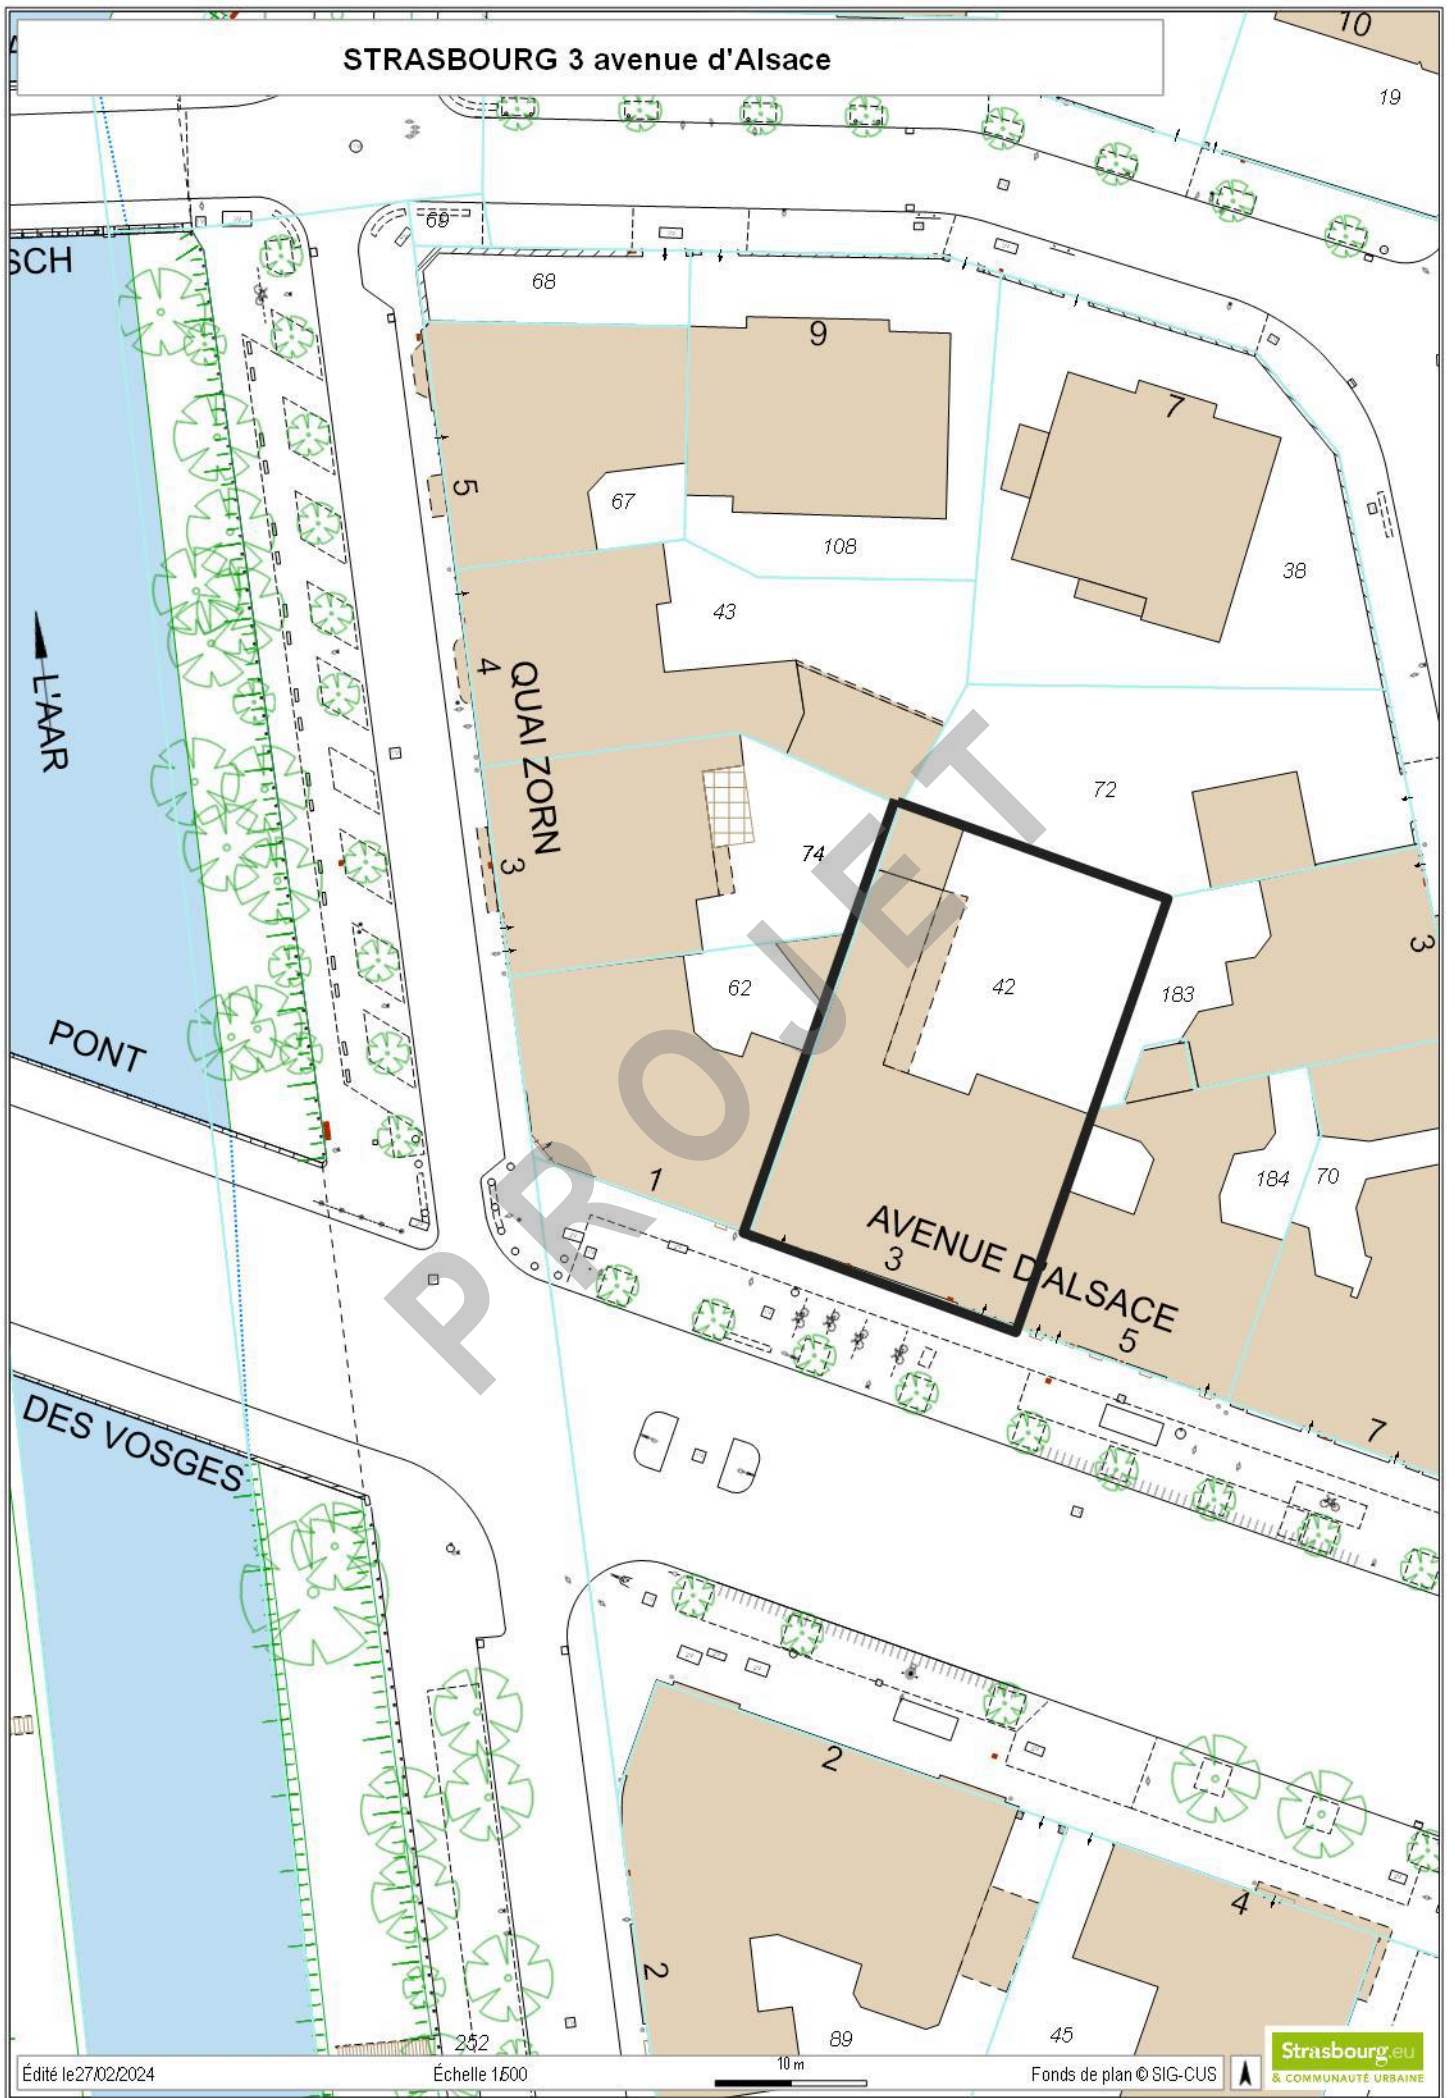 STRASBOURG 3 avenue d'Alsace
10
19
SCH
69
68
9
7
5
67
108
38
43
4
QUAI ZORN
L'AAR
72
3
74
3
62
42
183
PONT
1
184
70
AVENUE D'ALSACE
3
5
7
PROJET
DES VOSGES
2
4
2
252
89
45
Édité le27/02/2024
Échelle 1/500
10 m
Fonds de plan © SIG-CUS
Strasbourg.eu
& COMMUNAUTÉ URBAINE